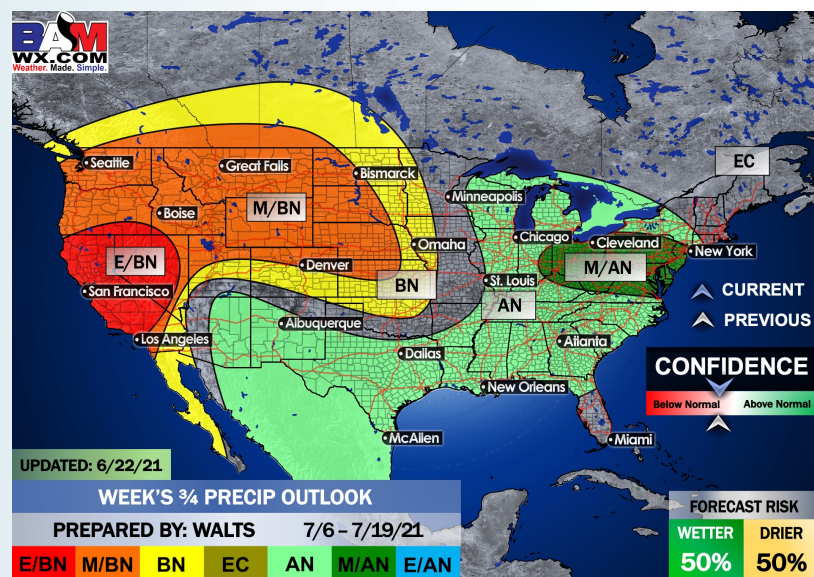 BAM
WX.COM
Weather. Made. Simple.
EC
Seattle
Great Falls
Bismarck
Minneapolis
Boise
M/BN
Chicago
Cleveland
New York
Omaha
E/BN
Denver
M/AN
San Francisco
BN
St. Louis
AN
CURRENT
PREVIOUS
Albuquerque
Los Angeles
Atlanta
Dallas
CONFIDENCE
New Orleans
Below Normal
Above Normal
McAllen
Miami
UPDATED: 6/22/21
WEEK'S ¾ PRECIP OUTLOOK
PREPARED BY: WALTS 7/6 – 7/19/21
E/BN M/BN BN EC AN M/AN E/AN
FORECAST RISK
WETTER DRIER
50% 50%